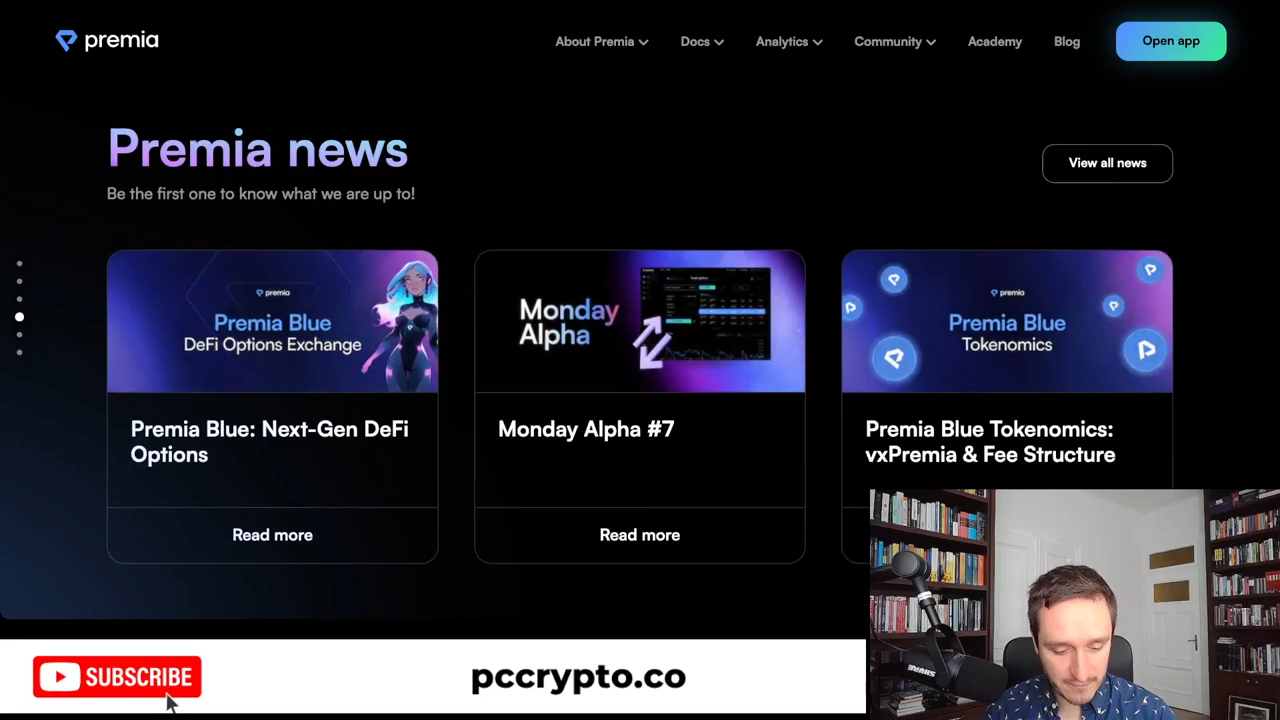 premia
About Premia
Docs
Analytics
Community
Academy
Blog
Open app
Premia news
Be the first one to know what we are up to!
View all news
premia
Premia Blue
DeFi Options Exchange
Monday
Alpha
premia
Premia Blue
Tokenomics
Premia Blue: Next-Gen DeFi
Options
Monday Alpha #7
Premia Blue Tokenomics:
vxPremia & Fee Structure
Read more
Read more
SUBSCRIBE
pccrypto.co
SHURE